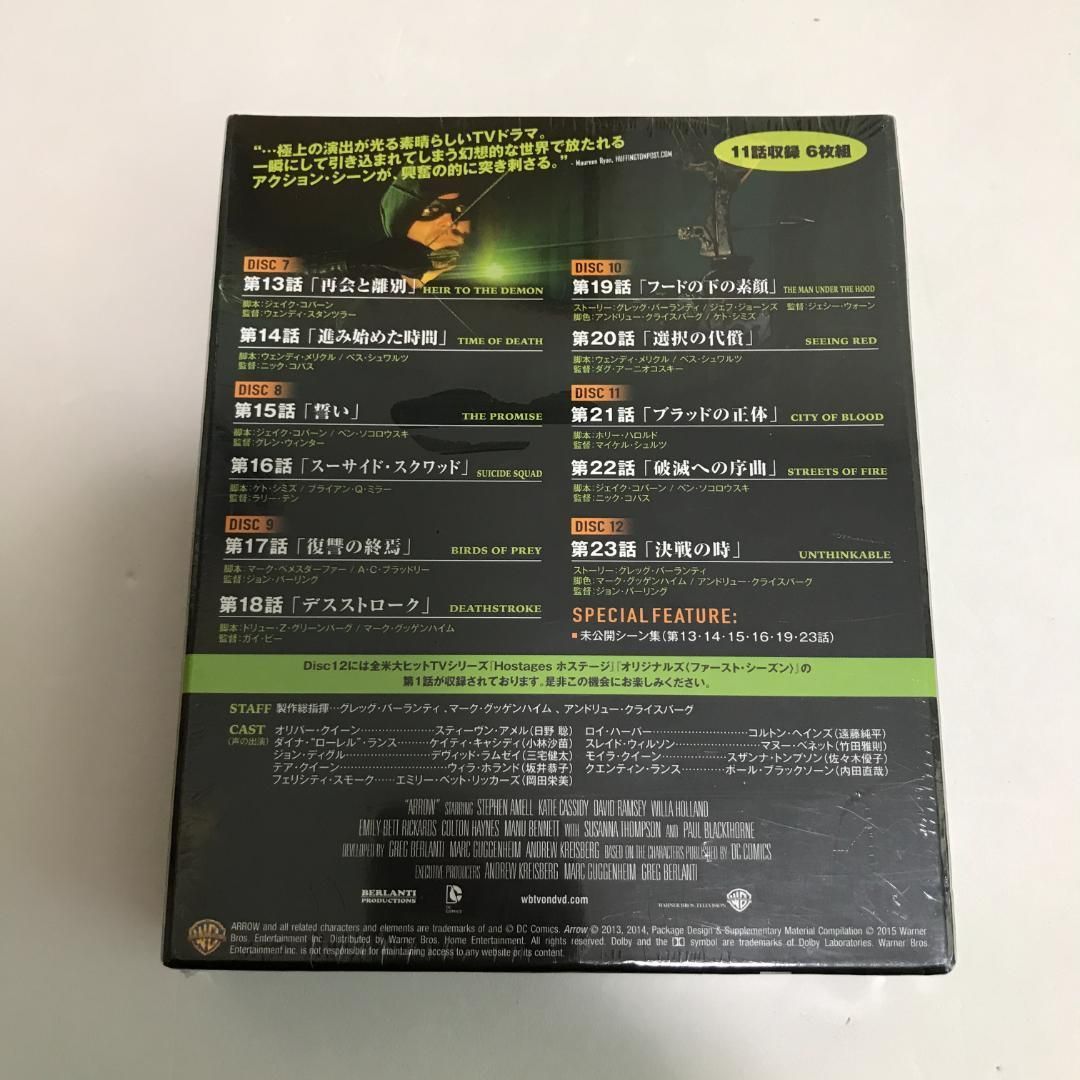 “…極上の演出が光る素晴らしいTVドラマ。
一瞬にして引き込まれてしまう幻想的な世界で放たれる
アクション・シーンが、興奮の的に突き刺さる。” - Maureen Ryan, HUFFINGTONPOST.COM
11話収録 6枚組
DISC 7
第13話「再会と離別」 HEIR TO THE DEMON
脚本:ジェイク・コバーン
監督:ウェンディ・スタンツラー
第14話「進み始めた時間」 TIME OF DEATH
脚本:ウェンディ・メリクル / ベス・シュワルツ
監督:ニック・コパス
DISC 8
第15話「誓い」 THE PROMISE
脚本:ジェイク・コバーン / ベン・ソコロウスキ
監督:グレン・ウィンター
第16話「スーサイド・スクワッド」 SUICIDE SQUAD
脚本:ケト・シミズ / ブライアン・Q・ミラー
監督:ラリー・テン
DISC 9
第17話「復讐の終焉」 BIRDS OF PREY
脚本:マーク・ベメスターファー / A・C・ブラッドリー
監督:ジョン・バーリング
第18話「デスストローク」 DEATHSTROKE
脚本:ドリュー・Z・グリーンバーグ / マーク・グッゲンハイム
監督:ガイ・ビー
DISC 10
第19話「フードの下の素顔」 THE MAN UNDER THE HOOD
ストーリー:グレッグ・バーランティ / ジェフ・ジョーンズ 監督:ジェシー・ウォーン
脚色:アンドリュー・クライスバーグ / ケト・シミズ
第20話「選択の代償」 SEEING RED
脚本:ウェンディ・メリクル / ベス・シュワルツ
監督:ダグ・アーニオコスキー
DISC 11
第21話「ブラッドの正体」 CITY OF BLOOD
脚本:ホリー・ハロルド
監督:マイケル・シュルツ
第22話「破滅への序曲」 STREETS OF FIRE
脚本:ジェイク・コバーン / ベン・ソコロウスキ
監督:ニック・コパス
DISC 12
第23話「決戦の時」 UNTHINKABLE
ストーリー:グレッグ・バーランティ
脚色:マーク・グッゲンハイム / アンドリュー・クライスバーグ
監督:ジョン・バーリング
SPECIAL FEATURE:
■未公開シーン集(第13・14・15・16・19・23話)
Disc12には全米大ヒットTVシリーズ『Hostages ホステージ』『オリジナルズ〈ファースト・シーズン〉』の
第1話が収録されております。是非この機会にお楽しみください。
STAFF 製作総指揮…グレッグ・バーランティ、マーク・グッゲンハイム、アンドリュー・クライスバーグ
CAST
(声の出演)
オリバー・クイーン…………スティーヴン・アメル(日野 聡)
ダイナ・“ローレル”・ランス………ケイティ・キャシディ(小林沙苗)
ジョン・ディグル…………デヴィッド・ラムゼイ(三宅健太)
テア・クイーン…………ウィラ・ホランド(坂井恭子)
フェリシティ・スモーク………エミリー・ベット・リッカーズ(岡田栄美)
ロイ・ハーパー…………コルトン・ヘインズ(遠藤純平)
スレイド・ウィルソン…………マヌー・ベネット(竹田雅則)
モイラ・クイーン…………スザンナ・トンプソン(佐々木優子)
クエンティン・ランス…………ポール・ブラックソーン(内田直哉)
“ARROW” STARRING STEPHEN AMELL KATIE CASSIDY DAVID RAMSEY WILLA HOLLAND
EMILY BETT RICKARDS COLTON HAYNES MANU BENNETT WITH SUSANNA THOMPSON AND PAUL BLACKTHORNE
DEVELOPED BY GREG BERLANTI MARC GUGGENHEIM ANDREW KREISBERG BASED ON THE CHARACTERS PUBLISHED BY DC COMICS
EXECUTIVE PRODUCERS ANDREW KREISBERG MARC GUGGENHEIM GREG BERLANTI
BERLANTI
PRODUCTIONS
DC
COMICS
wbtvondvd.com
WARNER BROS. TELEVISION
ARROW and all related characters and elements are trademarks of and © DC Comics. Arrow © 2013, 2014, Package Design & Supplementary Material Compilation © 2015 Warner
Bros. Entertainment Inc. Distributed by Warner Bros. Home Entertainment. All rights reserved. Dolby and the symbol are trademarks of Dolby Laboratories. Warner Bros.
Entertainment Inc. is not responsible for maintaining access to any website or its content.